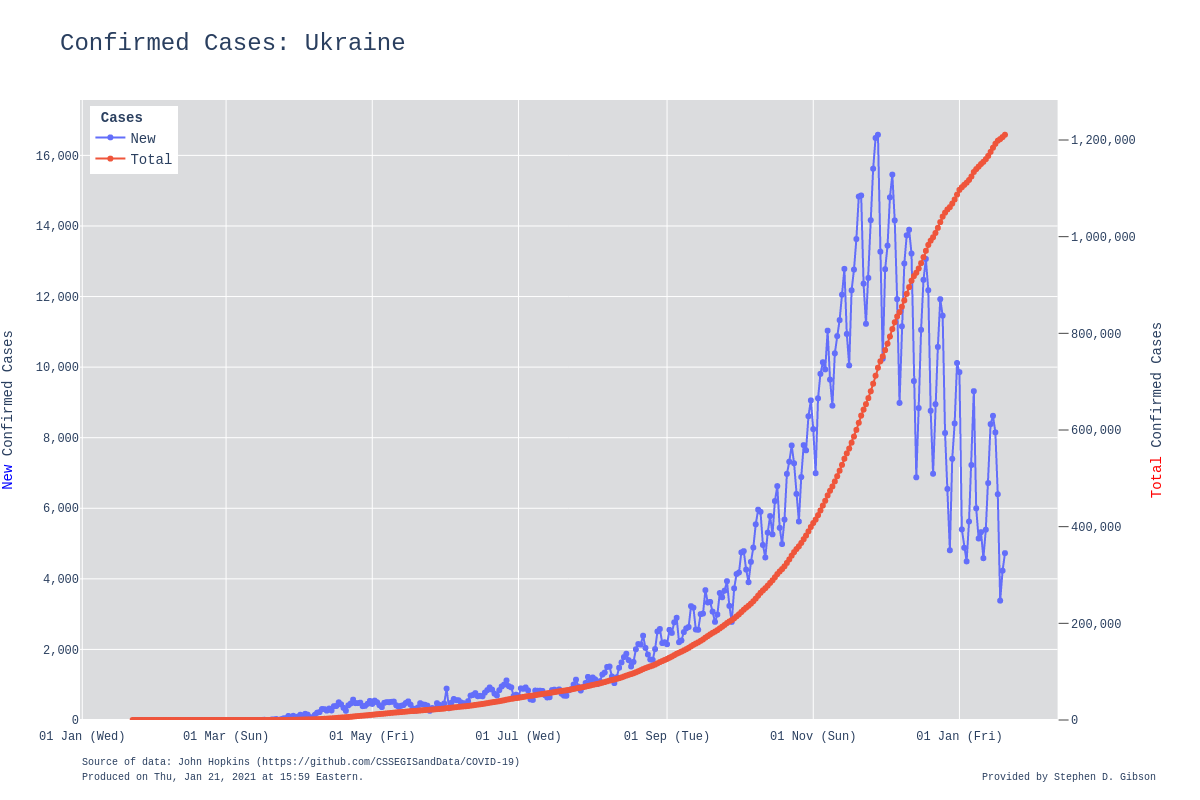 Confirmed Cases: Ukraine
Cases
New
Total
16,000
14,000
12,000
10,000
8,000
6,000
4,000
2,000
0
New Confirmed Cases
1,200,000
1,000,000
800,000
600,000
400,000
200,000
0
Total Confirmed Cases
01 Jan (Wed)
01 Mar (Sun)
01 May (Fri)
01 Jul (Wed)
01 Sep (Tue)
01 Nov (Sun)
01 Jan (Fri)
Source of data: John Hopkins (https://github.com/CSSEGISandData/COVID-19)
Produced on Thu, Jan 21, 2021 at 15:59 Eastern.
Provided by Stephen D. Gibson